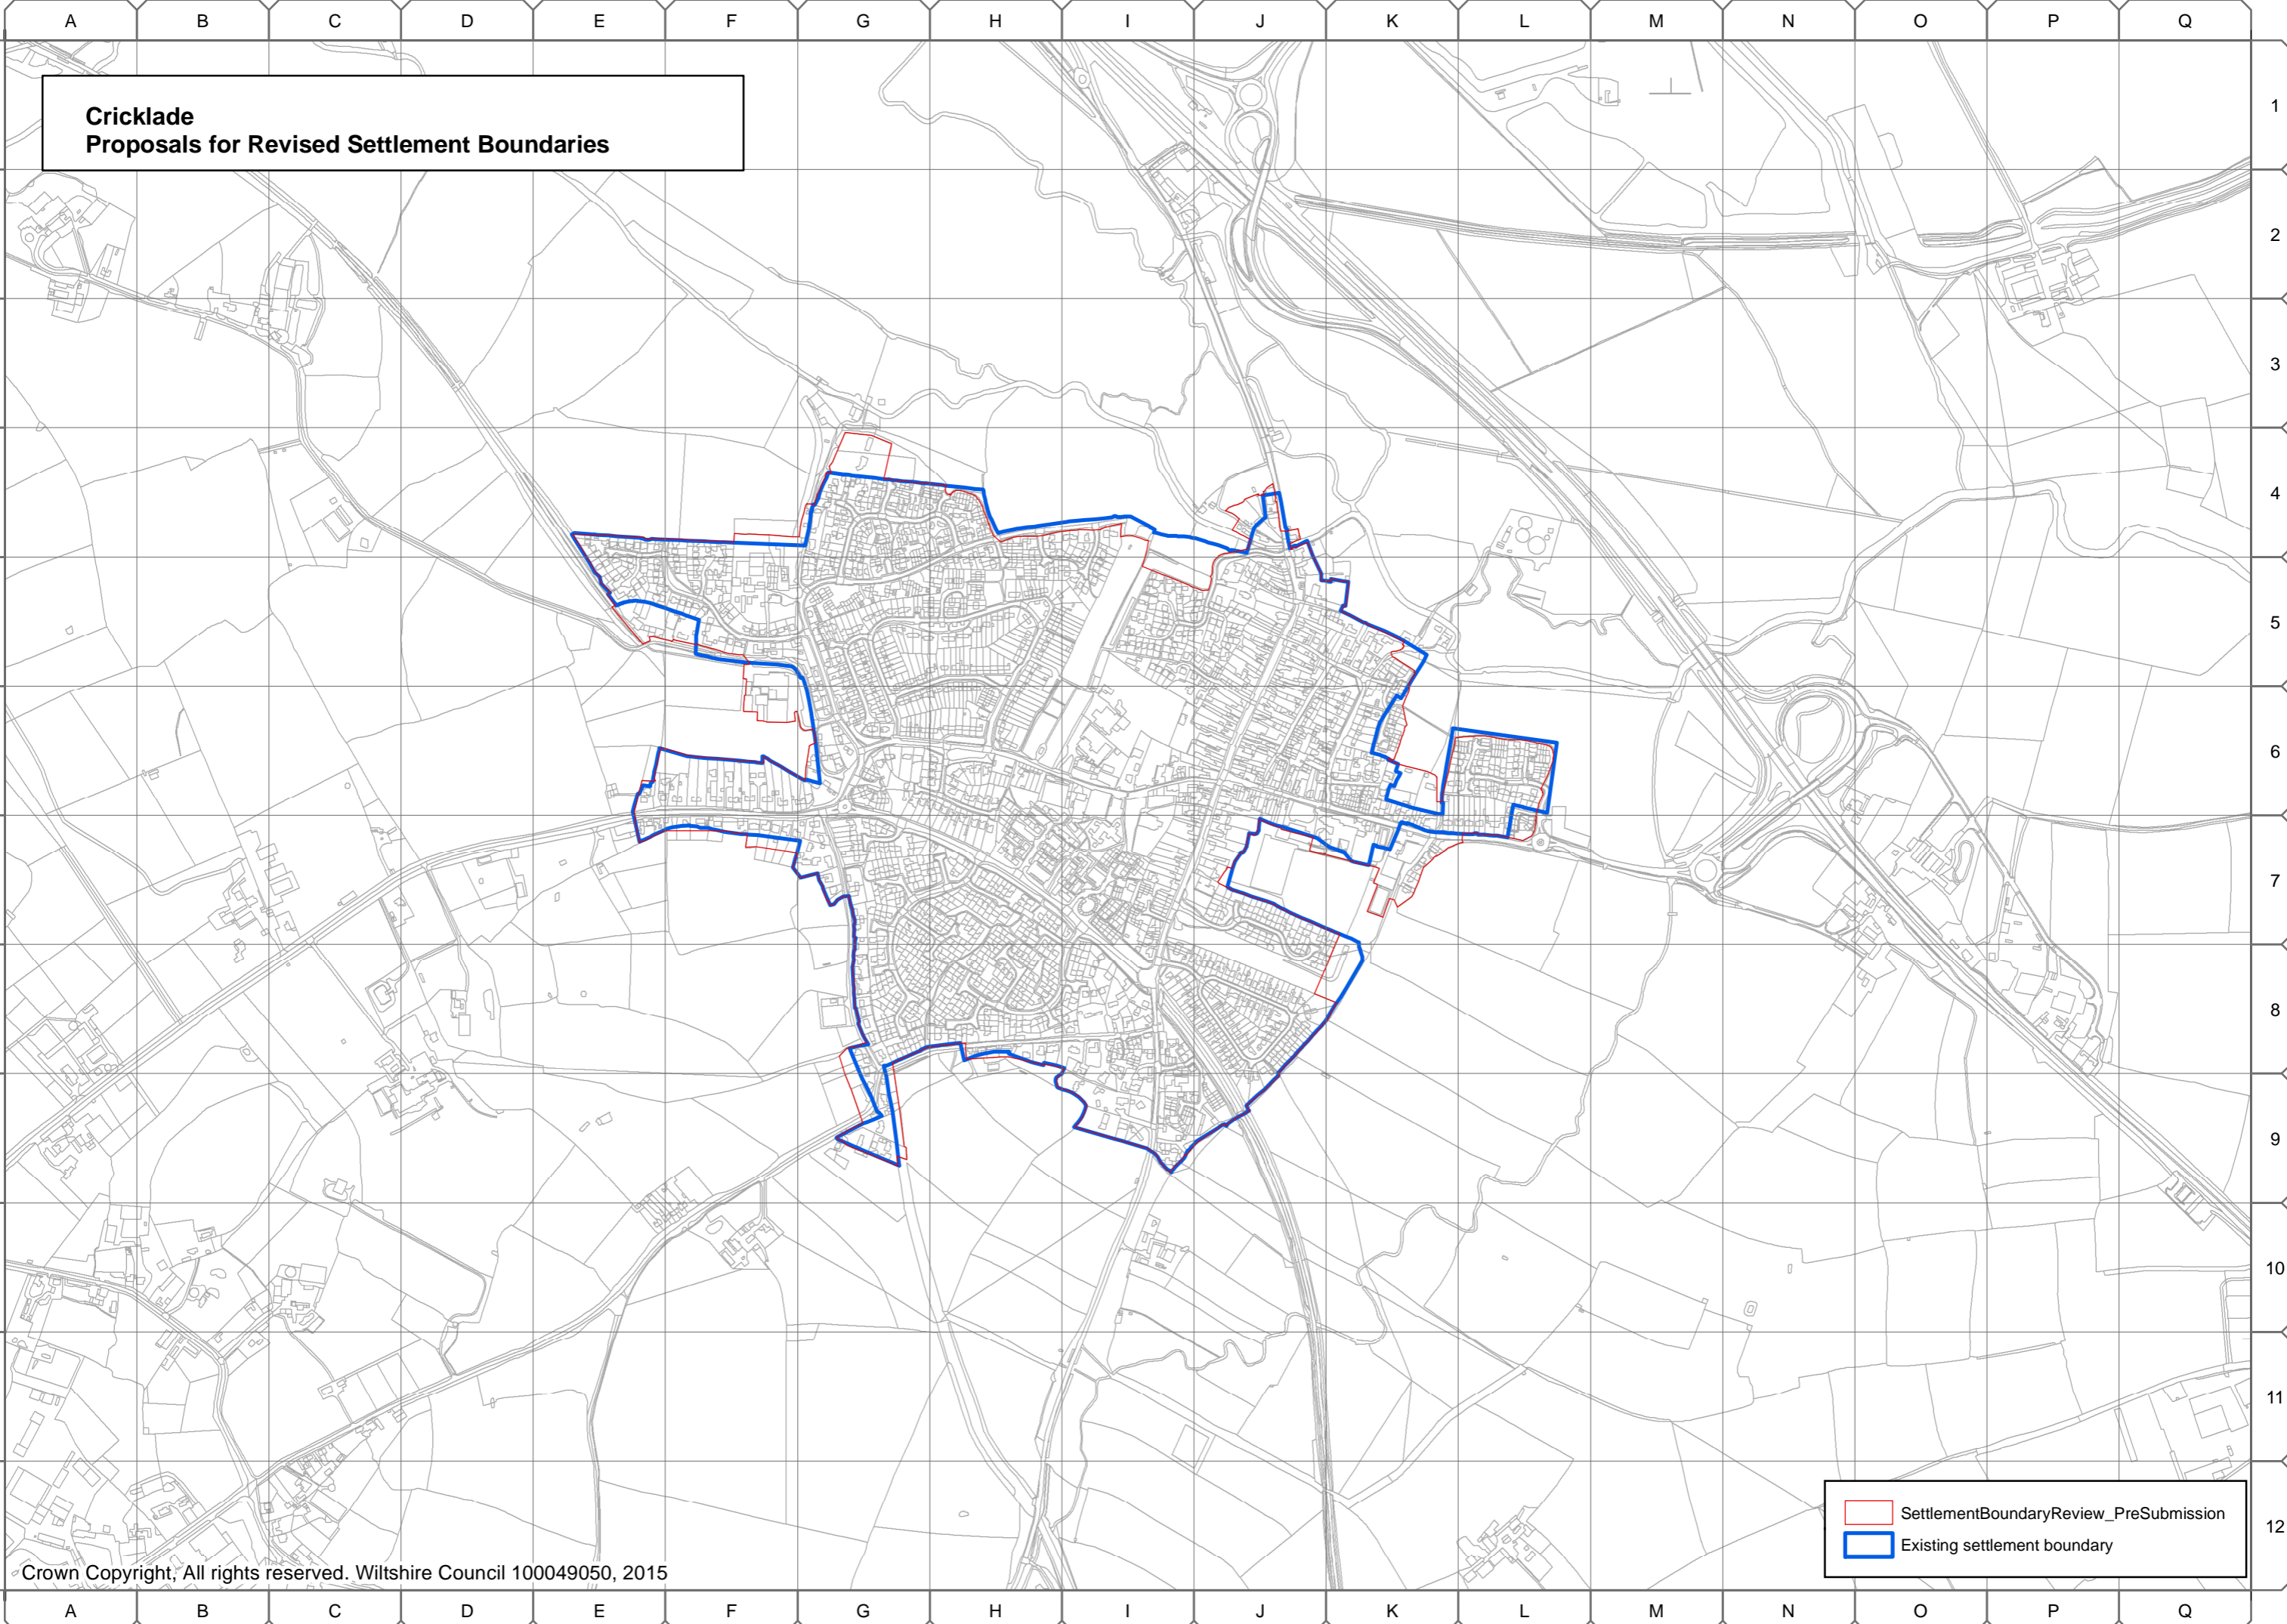 A B C D E F G H I J K L M N O P Q
Cricklade
Proposals for Revised Settlement Boundaries
1
2
3
4
5
6
7
8
9
10
11
12
SettlementBoundaryReview_PreSubmission
Existing settlement boundary
Crown Copyright, All rights reserved. Wiltshire Council 100049050, 2015
A B C D E F G H I J K L M N O P Q